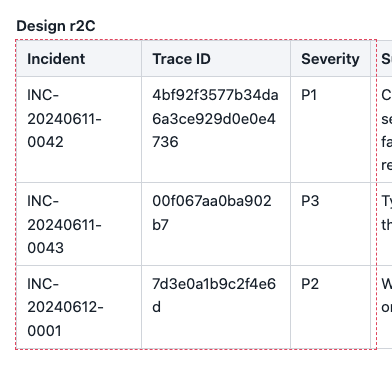 Design r2C
Incident Trace ID Severity
INC- 4bf92f3577b34da P1
20240611- 6a3ce929d0e0e4
0042 736
INC- 00f067aa0ba902 P3
20240611- b7
0043
INC- 7d3e0a1b9c2f4e6 P2
20240612- d
0001